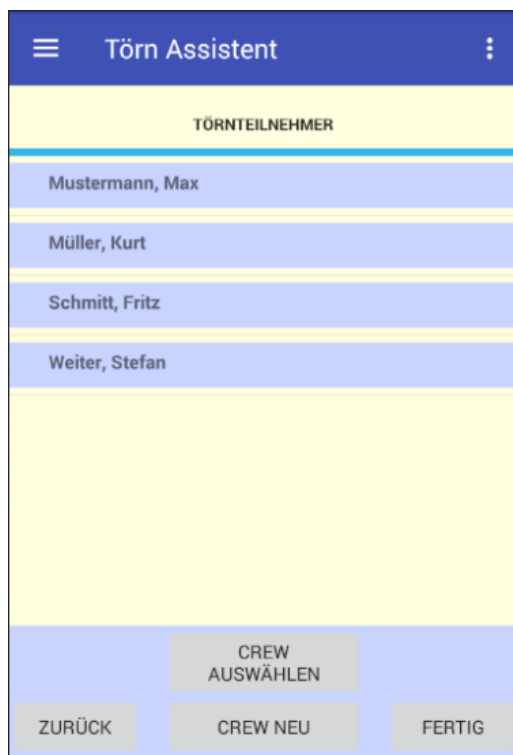 Törn Assistent
TÖRNTEILNEHMER
Mustermann, Max
Müller, Kurt
Schmitt, Fritz
Weiter, Stefan
CREW
AUSWÄHLEN
ZURÜCK
CREW NEU
FERTIG